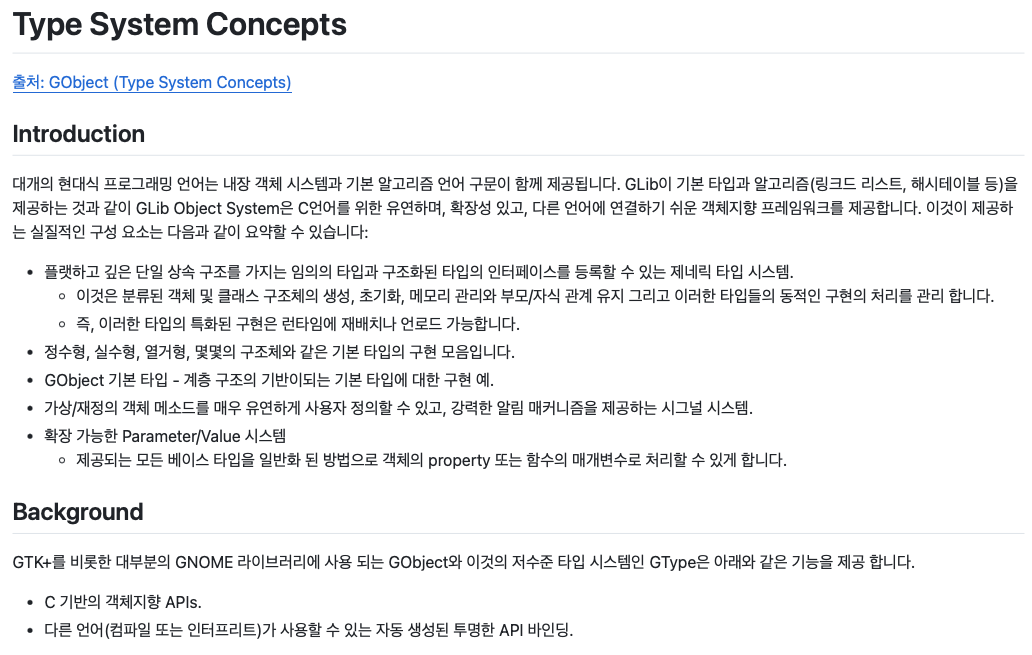 Type System Concepts
출처: GObject (Type System Concepts)
Introduction
대개의 현대식 프로그래밍 언어는 내장 객체 시스템과 기본 알고리즘 언어 구문이 함께 제공됩니다. GLib이 기본 타입과 알고리즘(링크드 리스트, 해시테이블 등)을
제공하는 것과 같이 GLib Object System은 C언어를 위한 유연하며, 확장성 있고, 다른 언어에 연결하기 쉬운 객체지향 프레임워크를 제공합니다. 이것이 제공하
는 실질적인 구성 요소는 다음과 같이 요약할 수 있습니다:
• 플랫하고 깊은 단일 상속 구조를 가지는 임의의 타입과 구조화된 타입의 인터페이스를 등록할 수 있는 제네릭 타입 시스템.
◦ 이것은 분류된 객체 및 클래스 구조체의 생성, 초기화, 메모리 관리와 부모/자식 관계 유지 그리고 이러한 타입들의 동적인 구현의 처리를 관리 합니다.
◦ 즉, 이러한 타입의 특화된 구현은 런타임에 재배치나 언로드 가능합니다.
• 정수형, 실수형, 열거형, 몇몇의 구조체와 같은 기본 타입의 구현 모음입니다.
• GObject 기본 타입 - 계층 구조의 기반이되는 기본 타입에 대한 구현 예.
• 가상/재정의 객체 메소드를 매우 유연하게 사용자 정의할 수 있고, 강력한 알림 매커니즘을 제공하는 시그널 시스템.
• 확장 가능한 Parameter/Value 시스템
◦ 제공되는 모든 베이스 타입을 일반화 된 방법으로 객체의 property 또는 함수의 매개변수로 처리할 수 있게 합니다.
Background
GTK+를 비롯한 대부분의 GNOME 라이브러리에 사용 되는 GObject와 이것의 저수준 타입 시스템인 GType은 아래와 같은 기능을 제공 합니다.
• C 기반의 객체지향 APIs.
• 다른 언어(컴파일 또는 인터프리트)가 사용할 수 있는 자동 생성된 투명한 API 바인딩.